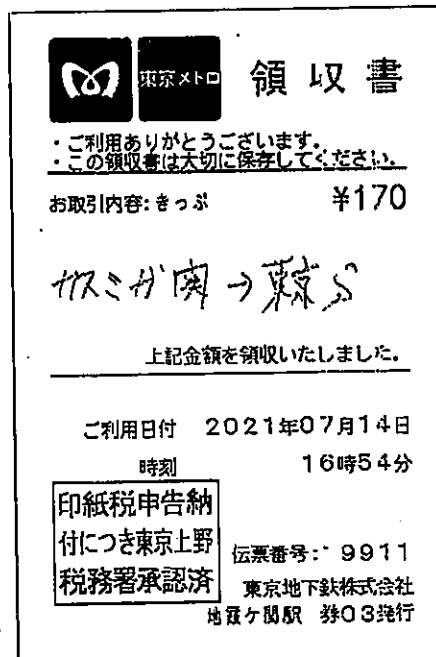 東京メトロ 領収書
・ご利用ありがとうございます。
・この領収書は大切に保存してください。
お取引内容:きっぷ ¥170
カスミガ関→東京
上記金額を領収いたしました。
ご利用日付 2021年07月14日
時刻 16時54分
印紙税申告納
付につき東京上野
税務署承認済
伝票番号: 9911
東京地下鉄株式会社
地霞ケ関駅 券03発行